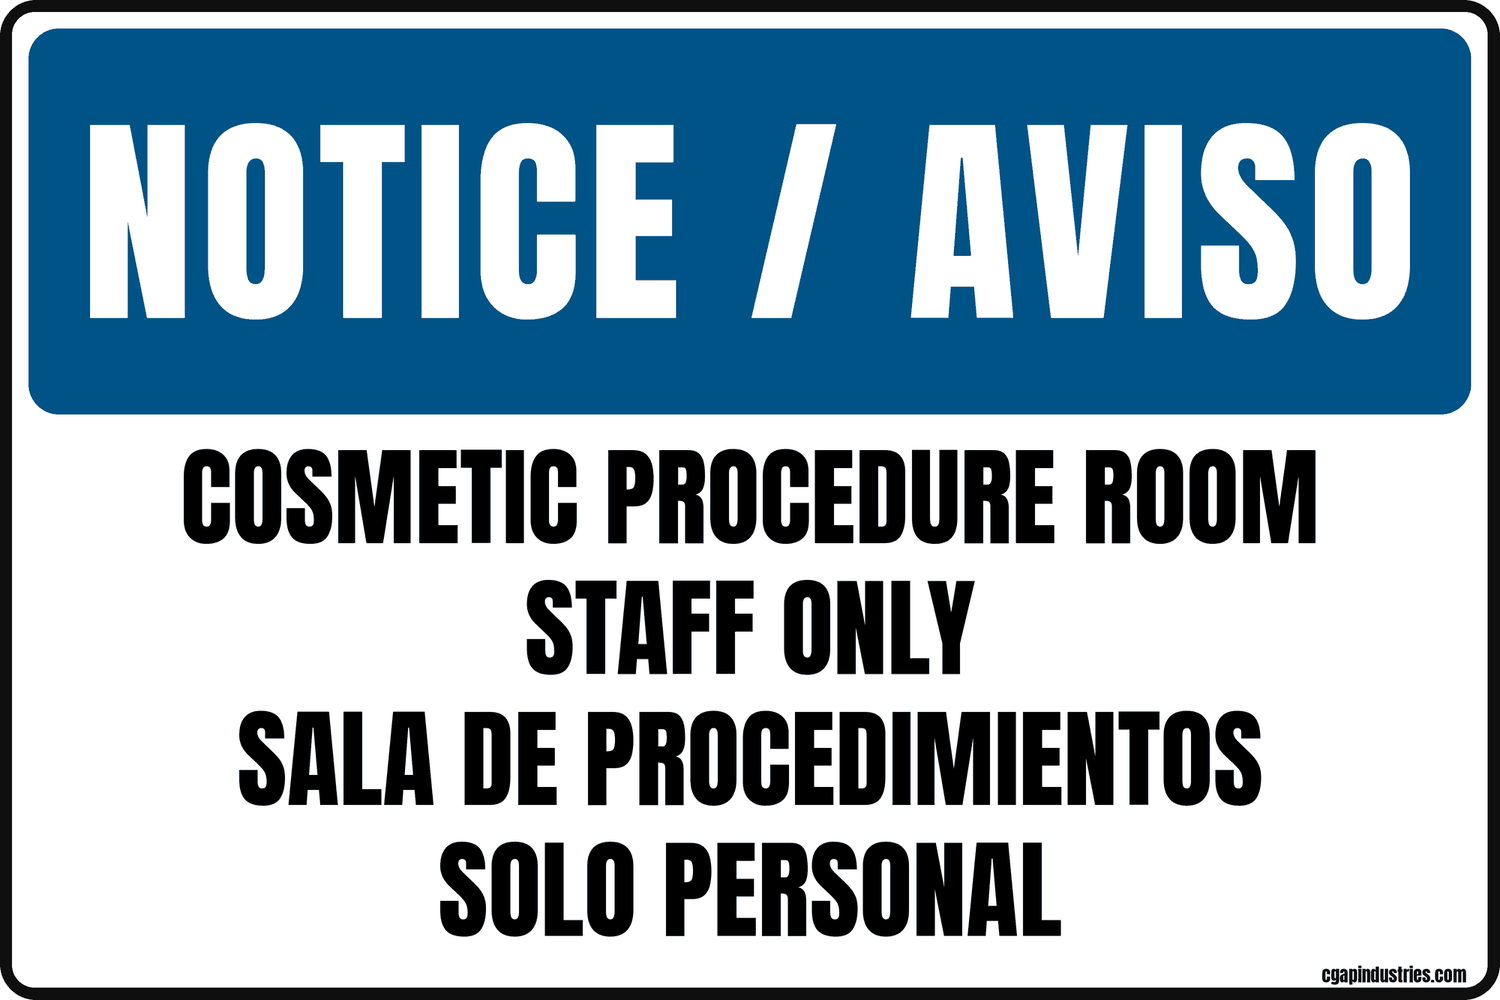 NOTICE / AVISO
COSMETIC PROCEDURE ROOM
STAFF ONLY
SALA DE PROCEDIMIENTOS
SOLO PERSONAL
cgapindustries.com